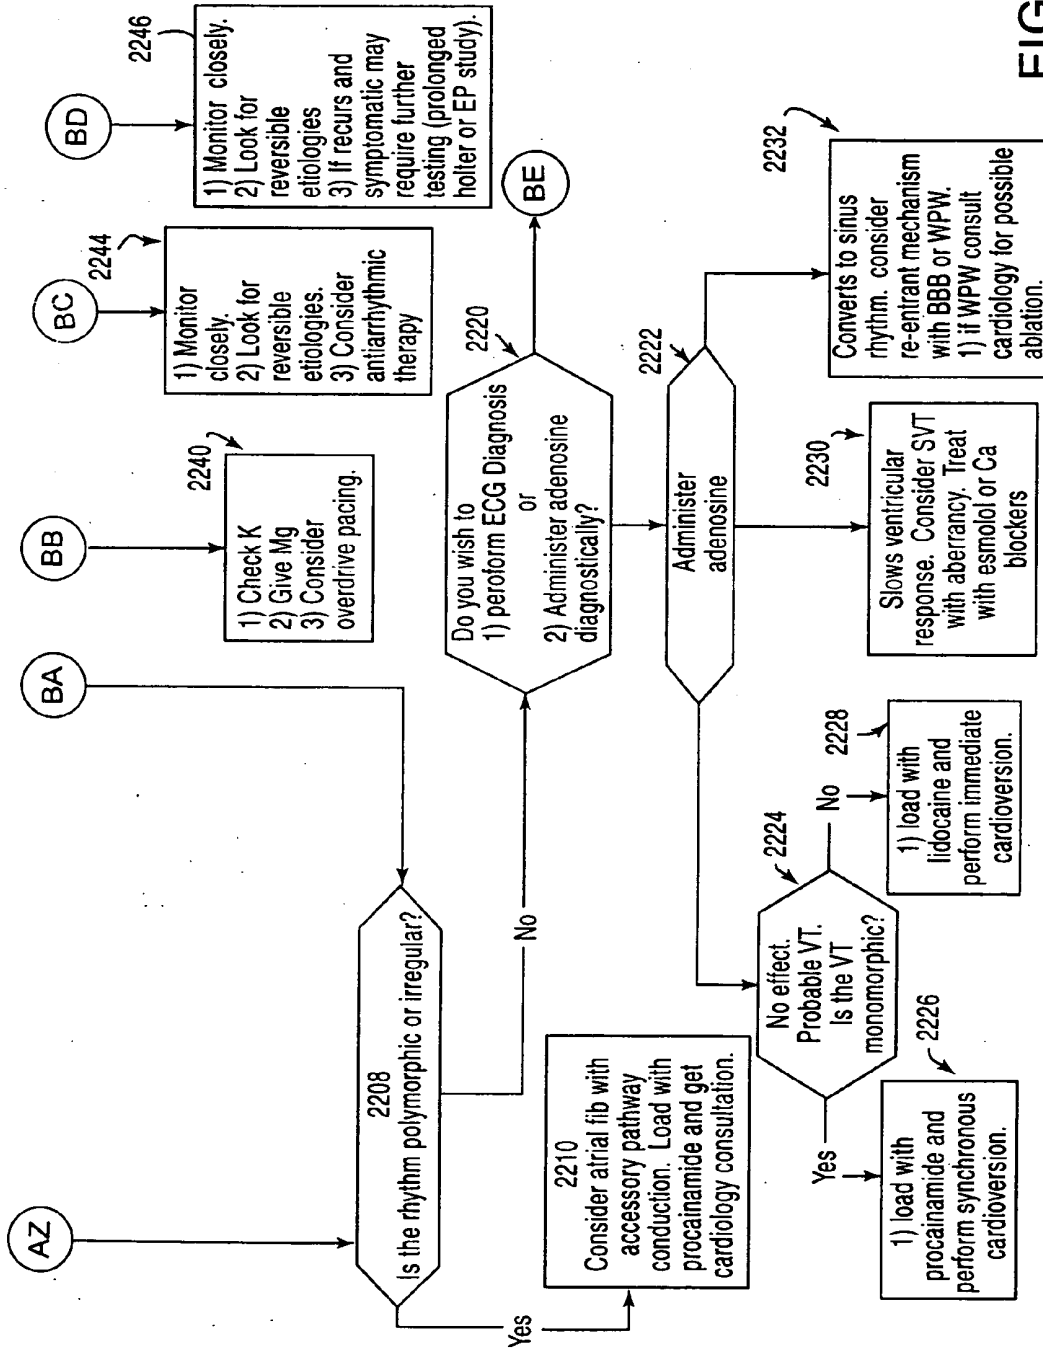 AZ
BA
BB
BC
BD
2208
Is the rhythm polymorphic or irregular?
Yes
No
2210
Consider atrial fib with
accessory pathway
conduction. Load with
procainamide and get
cardiology consultation.
2240
1) Check K
2) Give Mg
3) Consider
overdrive pacing.
2244
1) Monitor
closely.
2) Look for
reversible
etiologies.
3) Consider
antiarrhythmic
therapy
2246
1) Monitor closely.
2) Look for
reversible
etiologies
3) If recurs and
symptomatic may
require further
testing (prolonged
holter or EP study).
2220
Do you wish to
1) peroform ECG Diagnosis
or
2) Administer adenosine
diagnostically?
BE
2222
Administer
adenosine
2224
No effect.
Probable VT.
Is the VT
monomorphic?
Yes
No
2226
1) load with
procainamide and
perform synchronous
cardioversion.
2228
1) load with
lidocaine and
perform immediate
cardioversion.
2230
Slows ventricular
response. Consider SVT
with aberrancy. Treat
with esmolol or Ca
blockers
2232
Converts to sinus
rhythm. consider
re-entrant mechanism
with BBB or WPW.
1) if WPW consult
cardiology for possible
ablation.
FIG